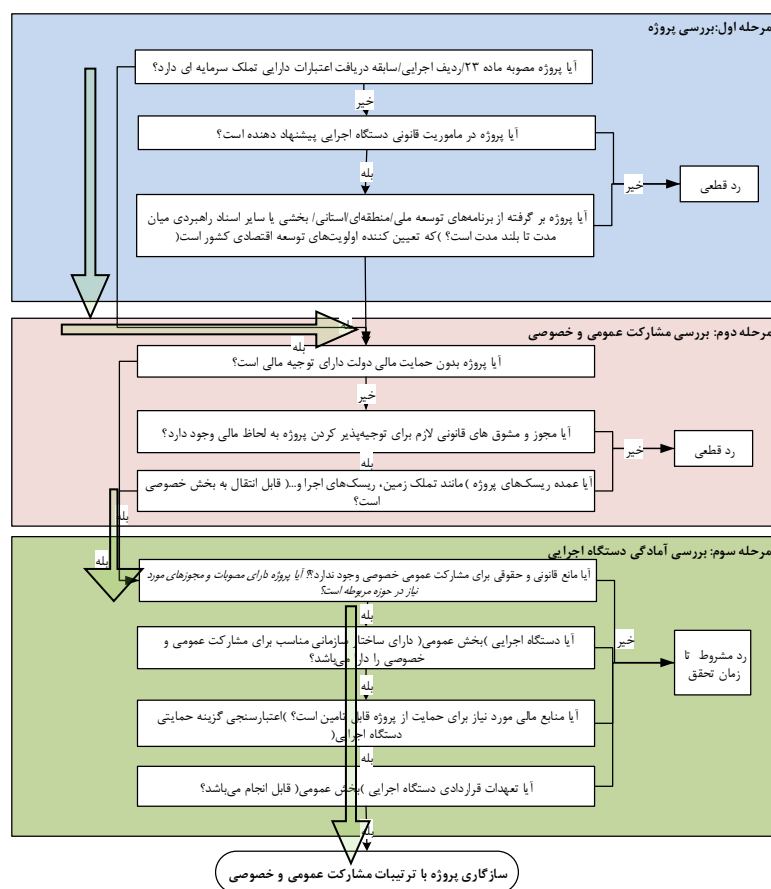 مرحله اول:بررسی پروژه
آیا پروژه مصوبه ماده ۲۳/ردیف اجرایی/سابقه دریافت اعتبارات دارایی تملک سرمایه ای دارد؟
خیر
آیا پروژه در ماموریت قانونی دستگاه اجرایی پیشنهاد دهنده است؟
خیر
رد قطعی
بله
آیا پروژه بر گرفته از برنامه‌های توسعه ملی/منطقه‌ای/استانی/ بخشی یا سایر اسناد راهبردی میان
مدت تا بلند مدت است؟ )که تعیین کننده اولویت‌های توسعه اقتصادی کشور است(
بله
مرحله دوم: بررسی مشارکت عمومی و خصوصی
بله
آیا پروژه بدون حمایت مالی دولت دارای توجیه مالی است؟
خیر
آیا مجوز و مشوق های قانونی لازم برای توجیه‌پذیر کردن پروژه به لحاظ مالی وجود دارد؟
خیر
رد قطعی
بله
آیا عمده ریسک‌های پروژه )مانند تملک زمین، ریسک‌های اجرا و...( قابل انتقال به بخش خصوصی
است؟
بله
مرحله سوم: بررسی آمادگی دستگاه اجرایی
بله
آیا مانع قانونی و حقوقی برای مشارکت عمومی خصوصی وجود ندارد؟! آیا پروژه دارای مصوبات و مجوزهای مورد
نیاز در حوزه مربوطه است؟
بله
خیر
آیا دستگاه اجرایی )بخش عمومی( دارای ساختار سازمانی مناسب برای مشارکت عمومی و
خصوصی را دارا می‌باشد؟
رد مشروط تا
زمان تحقق
بله
آیا منابع مالی مورد نیاز برای حمایت از پروژه قابل تامین است؟ )اعتبارسنجی گزینه حمایتی
دستگاه اجرایی(
بله
آیا تعهدات قراردادی دستگاه اجرایی )بخش عمومی( قابل انجام می‌باشد؟
بله
سازگاری پروژه با ترتیبات مشارکت عمومی و خصوصی